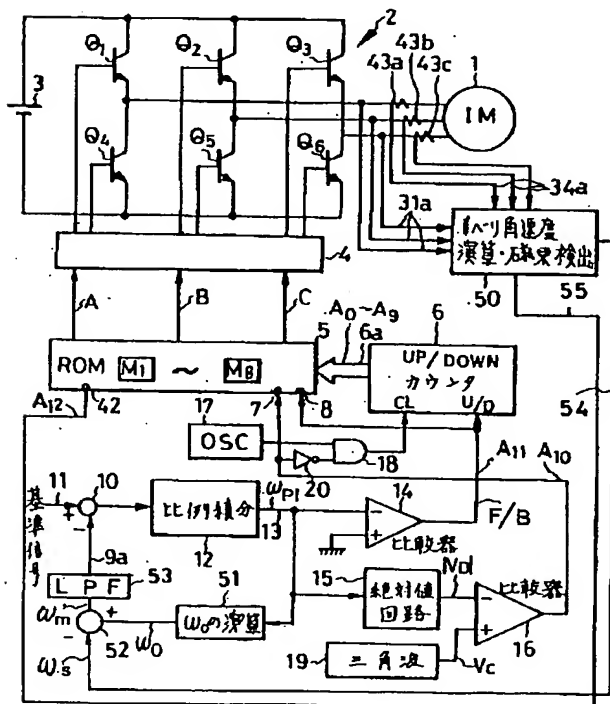 2
Q1
Q2
Q3
43b
43a
43c
1
3
IM
Q4
Q5
Q6
34a
31a
すべり角速度
演算・磁束検出
4
50
55
A
B
C
A0~A9
6
5
6a
UP/DOWN
カウンタ
ROM M1 ~ M8
CL
U/D
A12
42
7
8
17
OSC
18
20
54
11
10
A11
A10
基準信号
比例積分
ωPI
13
14
F/B
12
比較器
9a
15
Nd
比較器
LPF
53
51
絶対値
回路
ωm
ω0の演算
16
52
ω0
ωs
19
三角波
Vc